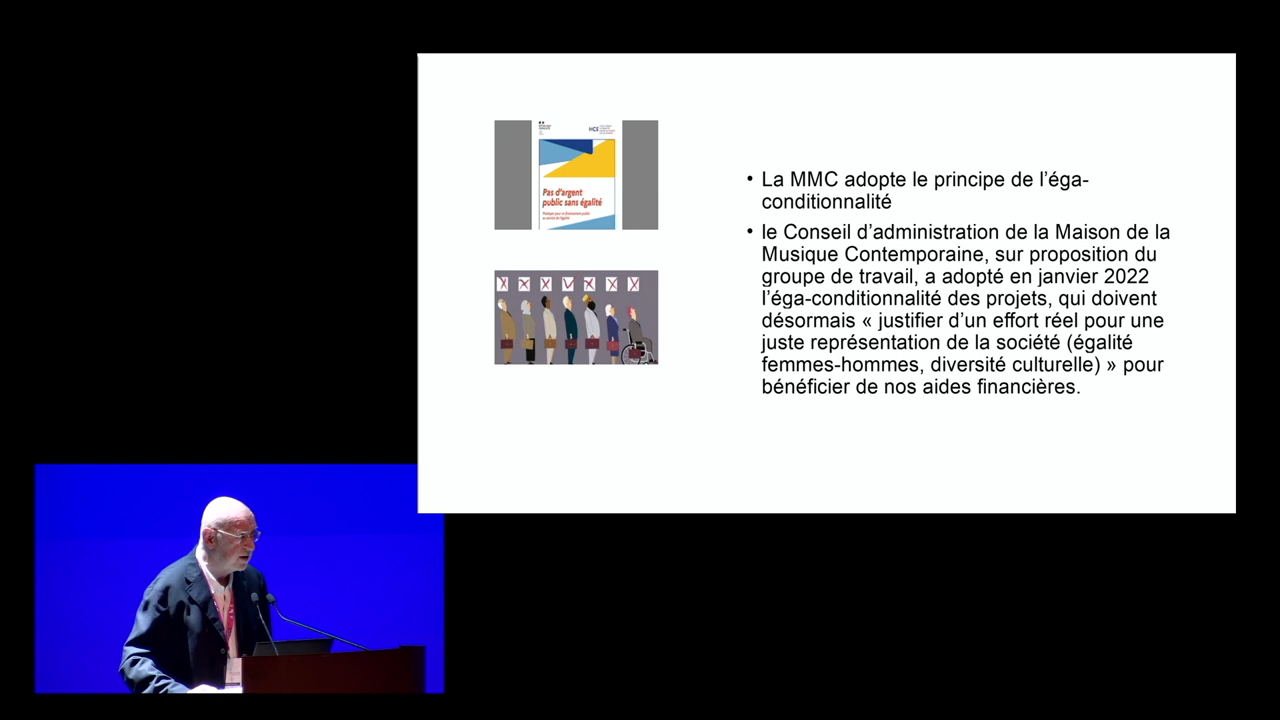 HCE
Pas d'argent
public sans égalité
• La MMC adopte le principe de l'éga-
conditionnalité
• le Conseil d'administration de la Maison de la
Musique Contemporaine, sur proposition du
groupe de travail, a adopté en janvier 2022
l'éga-conditionnalité des projets, qui doivent
désormais « justifier d'un effort réel pour une
juste représentation de la société (égalité
femmes-hommes, diversité culturelle) » pour
bénéficier de nos aides financières.